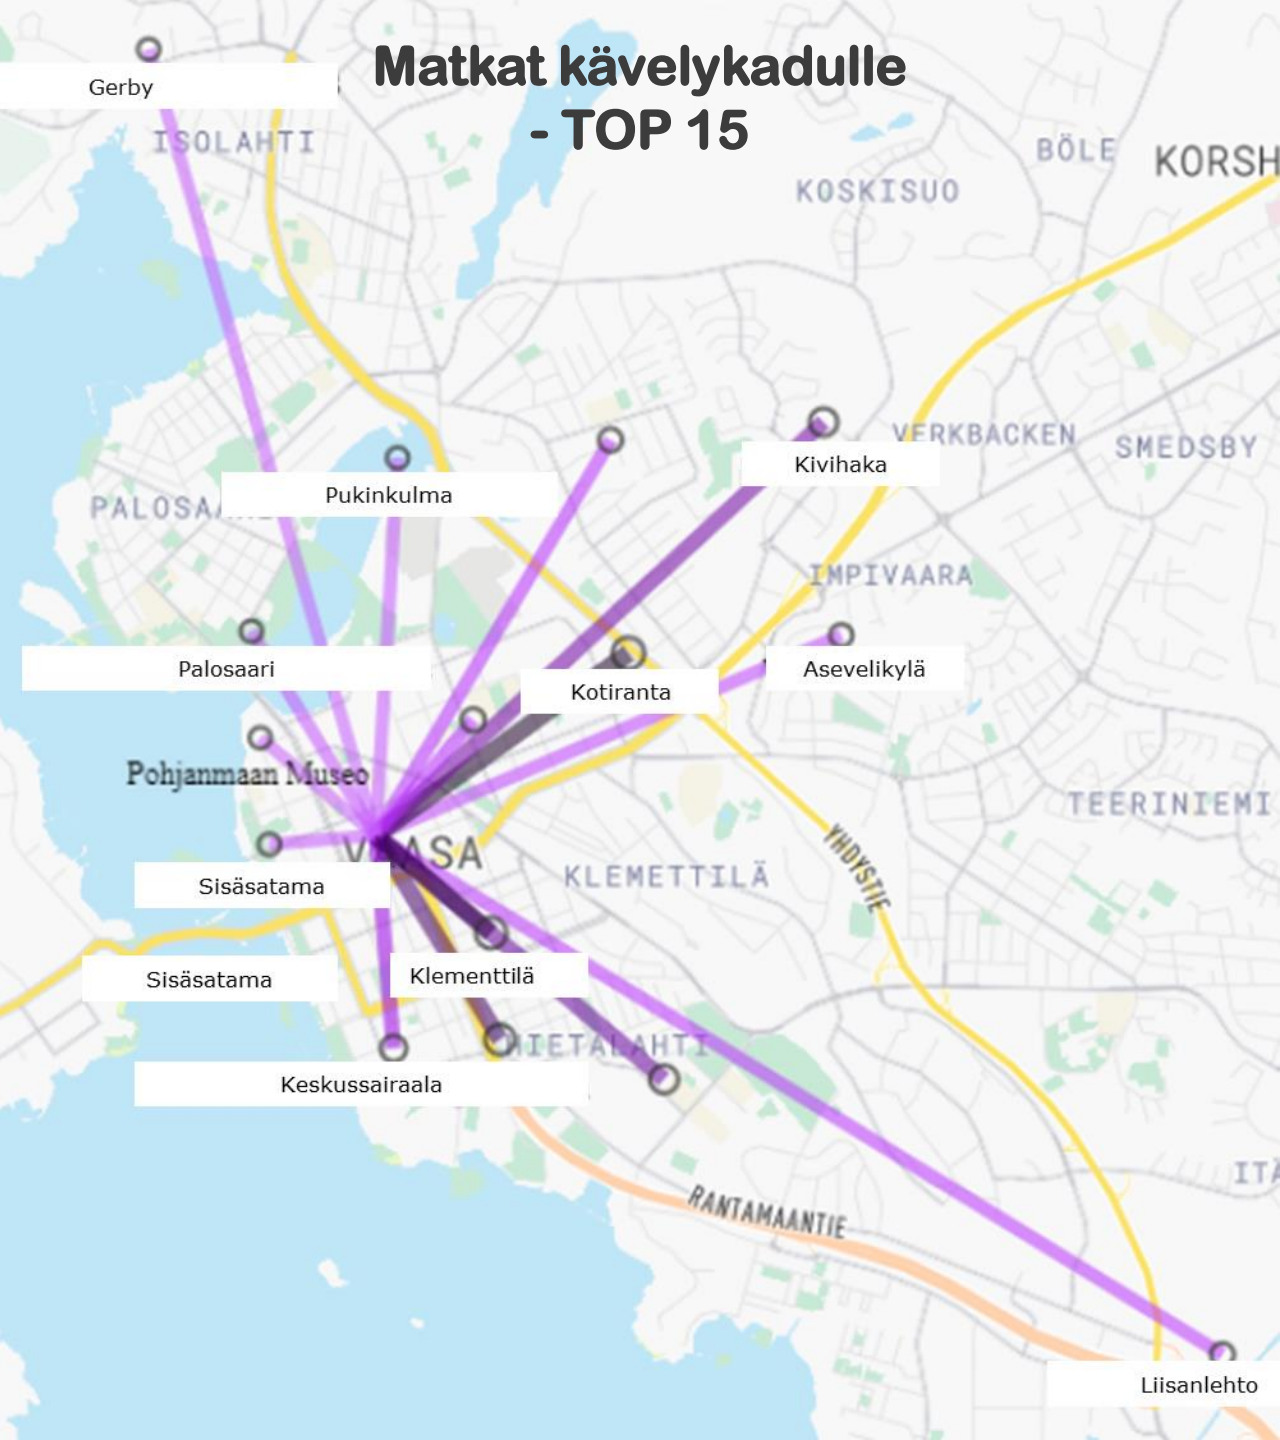 Matkat kävelykadulle
- TOP 15
Gerby
ISOLAHTI
BÖLE
KORSH
KOSKISUO
VERKBACKEN
SMEDSBY
Kivihaka
Pukinkulma
PALOSA
IMPIVAARA
Palosaari
Asevelikylä
Kotiranta
Pohjanmaan Museo
TEERINIEMI
YHDYSTIE
VAASA
KLEMETTILÄ
Sisäsatama
Klementtilä
Sisäsatama
HIETALAHTI
Keskussairaala
ITÄ
RANTAMAANTIE
Liisanlehto